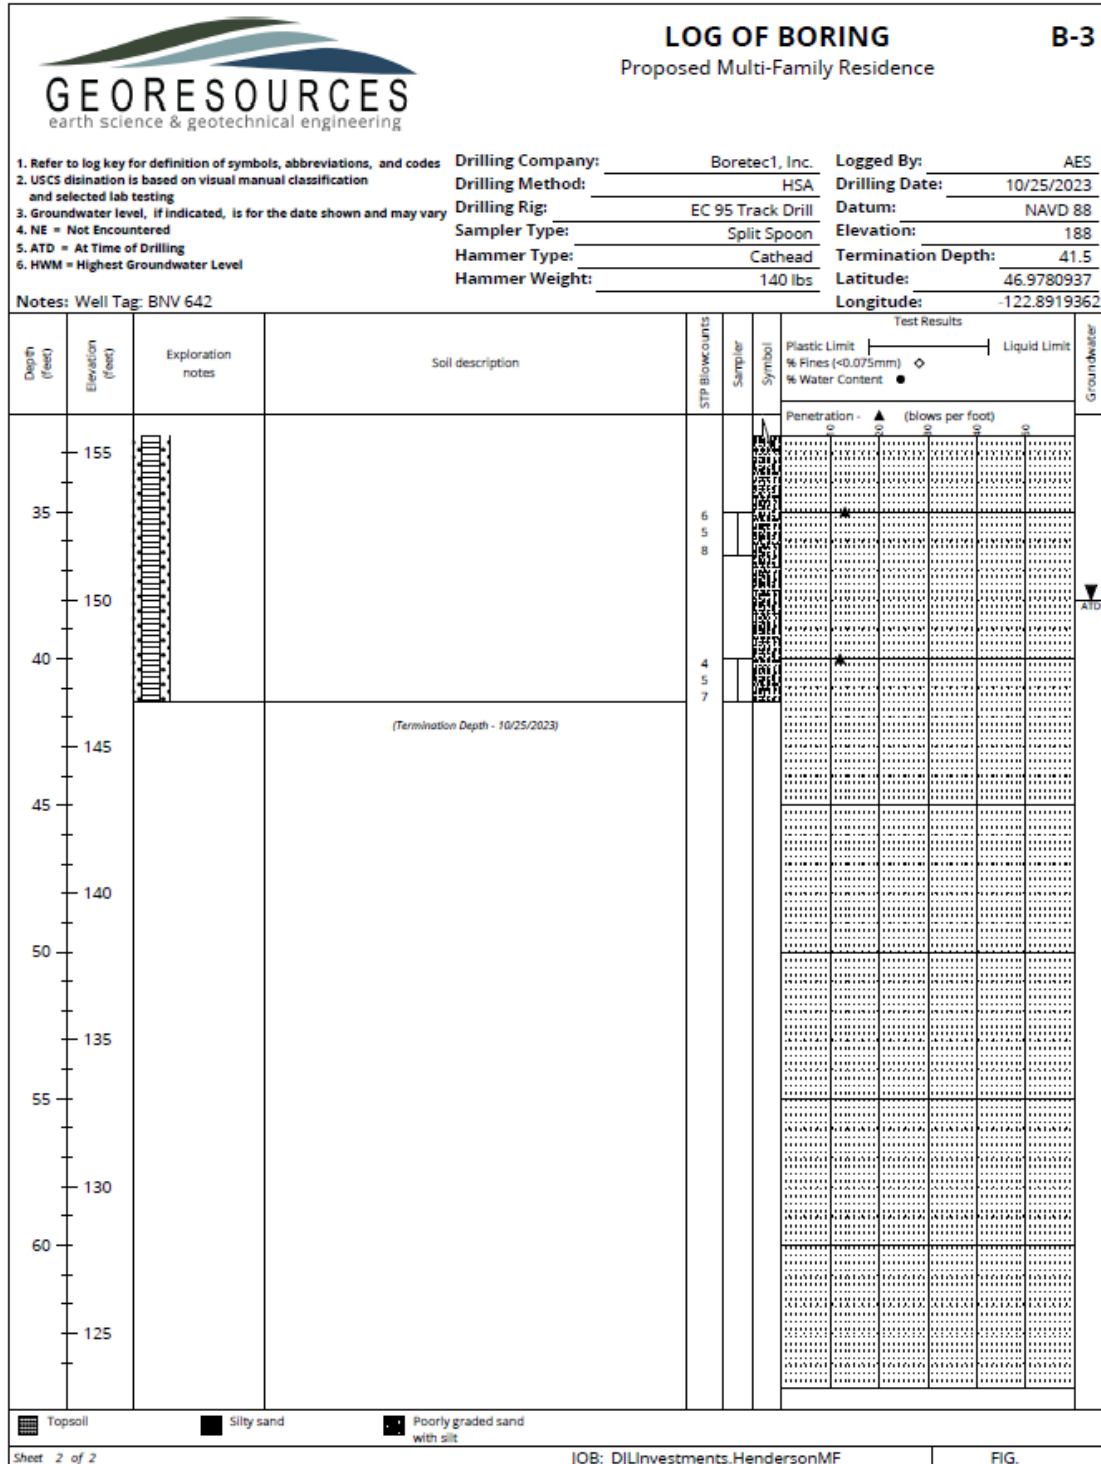 LOG OF BORING
B-3
Proposed Multi-Family Residence
GEORESOURCES
earth science & geotechnical engineering
1. Refer to log key for definition of symbols, abbreviations, and codes
2. USCS disination is based on visual manual classification
and selected lab testing
3. Groundwater level, if indicated, is for the date shown and may vary
4. NE = Not Encountered
5. ATD = At Time of Drilling
6. HWM = Highest Groundwater Level
Notes: Well Tag: BNV 642
Drilling Company: Boretec1, Inc.
Drilling Method: HSA
Drilling Rig: EC 95 Track Drill
Sampler Type: Split Spoon
Hammer Type: Cathead
Hammer Weight: 140 lbs
Logged By: AES
Drilling Date: 10/25/2023
Datum: NAVD 88
Elevation: 188
Termination Depth: 41.5
Latitude: 46.9780937
Longitude: -122.8919362
Depth
(feet)
Elevation
(feet)
Exploration
notes
Soil description
STP Blowcounts
Sampler
Symbol
Test Results
Plastic Limit
Liquid Limit
% Fines (<0.075mm)
% Water Content
Penetration - (blows per foot)
10 20 30 40 50
Groundwater
155
35
6
5
8
150
ATD
40
4
5
7
(Termination Depth - 10/25/2023)
145
45
140
50
135
55
130
60
125
Topsoil
Silty sand
Poorly graded sand
with silt
Sheet 2 of 2
JOB: DILInvestments.HendersonMF
FIG.